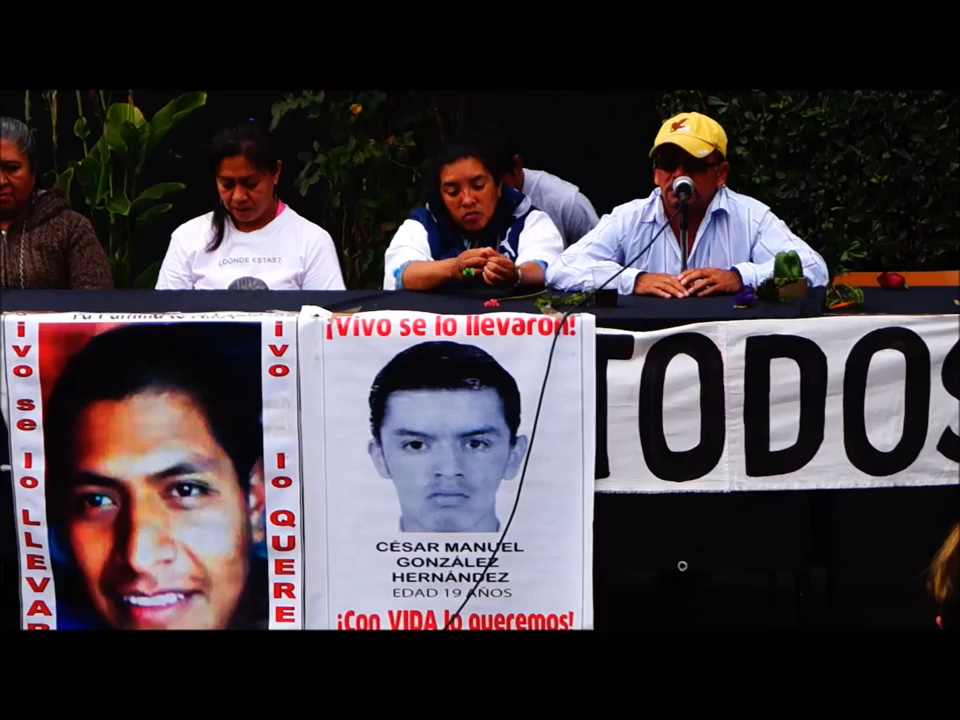 ¿DONDE ESTAS?
ivo se lo LLEVAR
ivo lo QUERE
¡Vivo se lo llevaron!
CÉSAR MANUEL
GONZÁLEZ
HERNÁNDEZ
EDAD 19 AÑOS
¡Con VIDA lo queremos!
TODOS